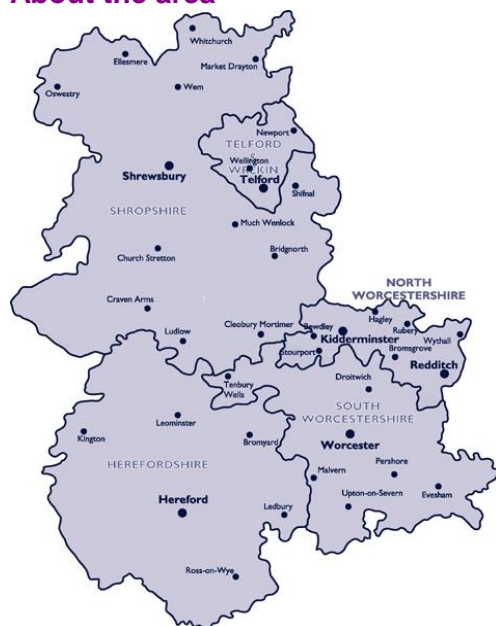 About the area
Whitchurch
Ellesmere
Market Drayton
Oswestry
Wem
Newport
TELFORD
&
WREKIN
Wellington
Telford
Shrewsbury
Shifnal
SHROPSHIRE
Much Wenlock
Church Stretton
Bridgnorth
NORTH
WORCESTERSHIRE
Craven Arms
Hagley
Cleobury Mortimer
Bewdley
Rubery
Wythall
Kidderminster
Ludlow
Stourport
Bromsgrove
Redditch
Tenbury
Wells
Droitwich
SOUTH
WORCESTERSHIRE
Leominster
Kington
Bromyard
Worcester
HEREFORDSHIRE
Malvern
Pershore
Hereford
Ledbury
Upton-on-Severn
Evesham
Ross-on-Wye